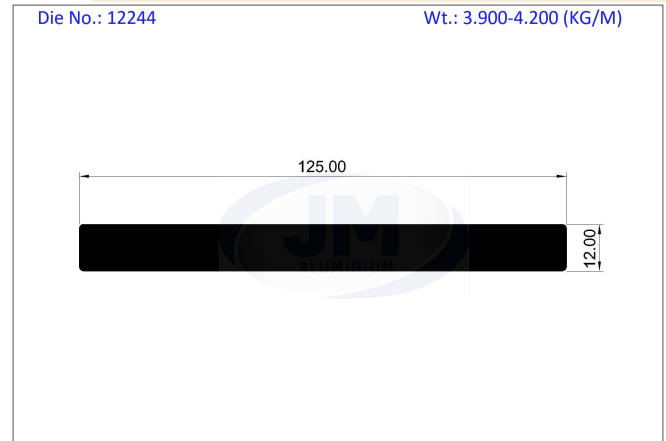 Die No.: 12244
Wt.: 3.900-4.200 (KG/M)
125.00
JM
ALUMINIUM
12.00